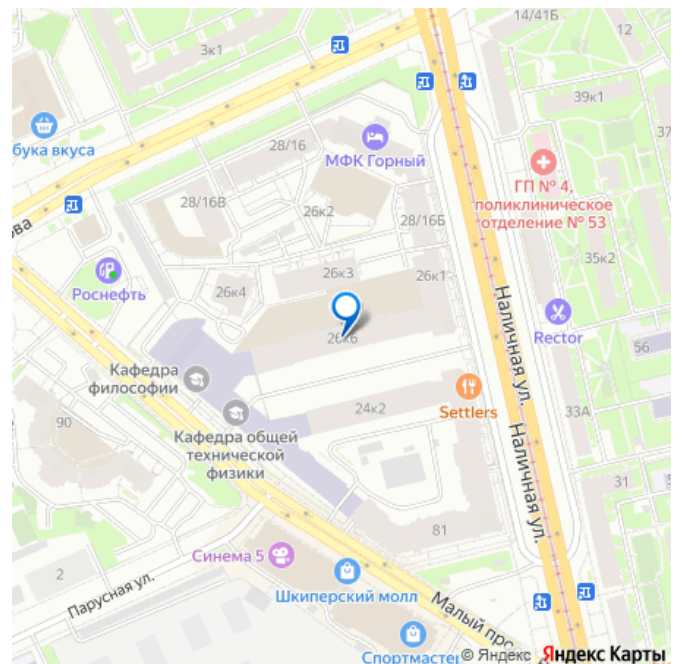 14/41Б
12
3к1
39к1
37
бука вкуса
28/16
МФК Горный
ГП № 4,
поликлиническое
отделение № 53
28/16В
26к2
28/16Б
ова
35к2
26к3
26к1
Роснефть
26к4
Наличная ул.
Rector
26к6
56
Кафедра
философии
Settlers
24к2
33А
Кафедра общей
технической
физики
90
Наличная ул.
31
81
Синема 5
2
Парусная ул.
Шкиперский молл
Малый прс
Спортмастер
© Яндекс Яндекс Карты